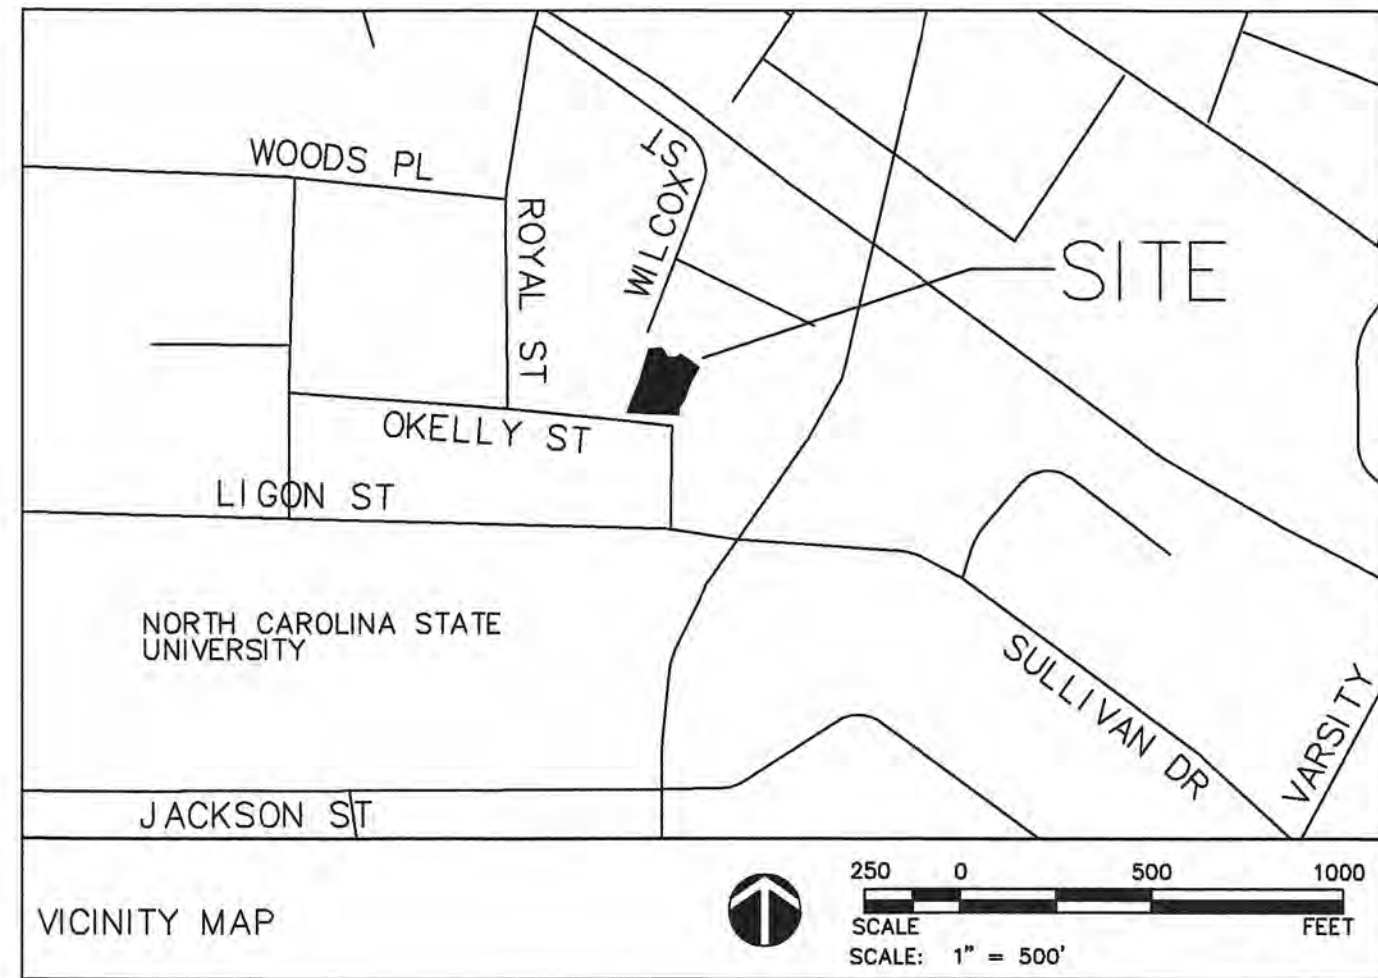 WOODS PL
ROYAL ST
WILCOX ST
SITE
OKELLY ST
LIGON ST
NORTH CAROLINA STATE
UNIVERSITY
SULLIVAN DR
VARSITY
JACKSON ST
VICINITY MAP
250 0 500 1000
SCALE FEET
SCALE: 1" = 500'